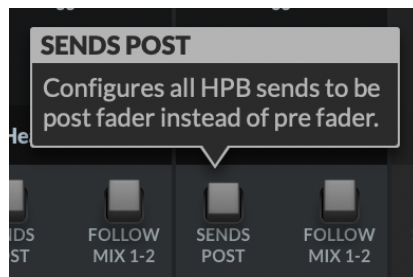 SENDS POST
Configures all HPB sends to be
post fader instead of pre fader.
FOLLOW
MIX 1-2
SENDS
POST
FOLLOW
MIX 1-2